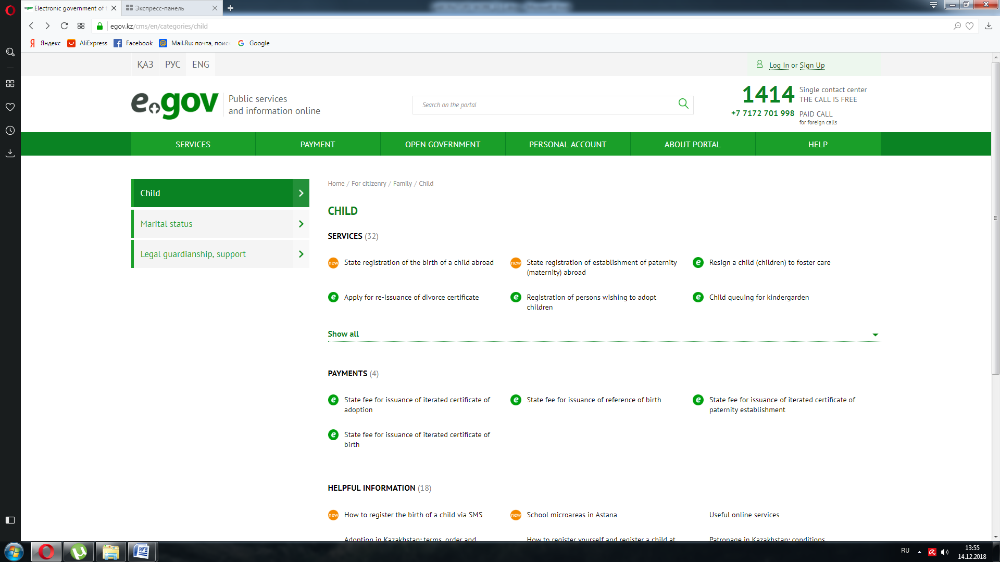 Electronic government of
Экспресс-панель
egov.kz/cms/en/categories/child
Яндекс
AliExpress
Facebook
Mail.Ru: почта, поиск
Google
ҚАЗ
РУС
ENG
Log In or Sign Up
e.gov
Public services
and information online
Search on the portal
1414
Single contact center
THE CALL IS FREE
+7 7172 701 998
PAID CALL
for foreign calls
SERVICES
PAYMENT
OPEN GOVERNMENT
PERSONAL ACCOUNT
ABOUT PORTAL
HELP
Child
Marital status
Legal guardianship, support
Home / For citizenry / Family / Child
CHILD
SERVICES (32)
new
State registration of the birth of a child abroad
new
State registration of establishment of paternity
(maternity) abroad
e
Resign a child (children) to foster care
e
Apply for re-issuance of divorce certificate
e
Registration of persons wishing to adopt
children
e
Child queuing for kindergarden
Show all
PAYMENTS (4)
e
State fee for issuance of iterated certificate of
adoption
e
State fee for issuance of reference of birth
e
State fee for issuance of iterated certificate of
paternity establishment
e
State fee for issuance of iterated certificate of
birth
HELPFUL INFORMATION (18)
new
How to register the birth of a child via SMS
new
School microareas in Astana
Useful online services
Adoption in Kazakhstan: terms, order and
How to register yourself and register a child at
Patronage in Kazakhstan: conditions
RU
13:55
14.12.2018